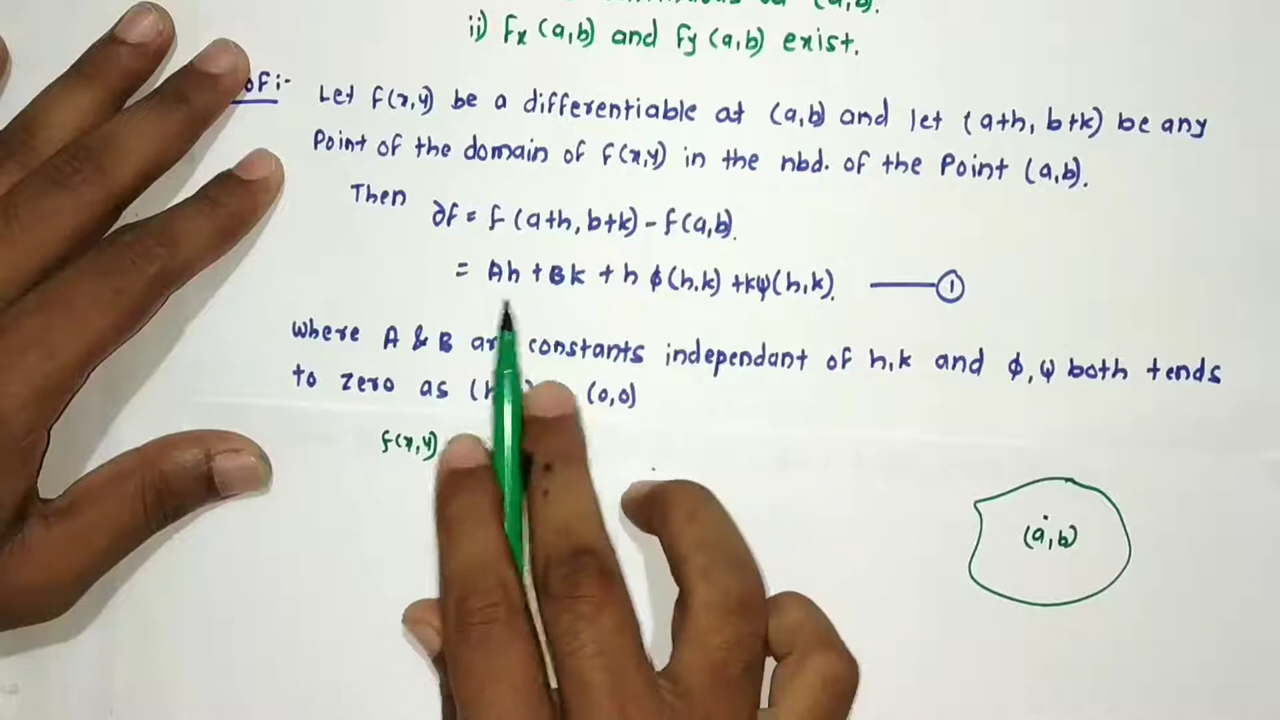 (a,b).
ii) Fx (a,b) and Fy (a,b) exist.
Let f(x,y) be a differentiable at (a,b) and let (a+h, b+k) be any
Point of the domain of f(x,y) in the nbd. of the Point (a,b).
Then ∂f = f (a+h, b+k) - f(a,b).
= Ah + Bk + h ϕ(h,k) + kψ(h,k). ——— ①
where A & B constants independant of h,k and ϕ, ψ both tends
to zero as (0,0)
f(x,y)
(a,b)